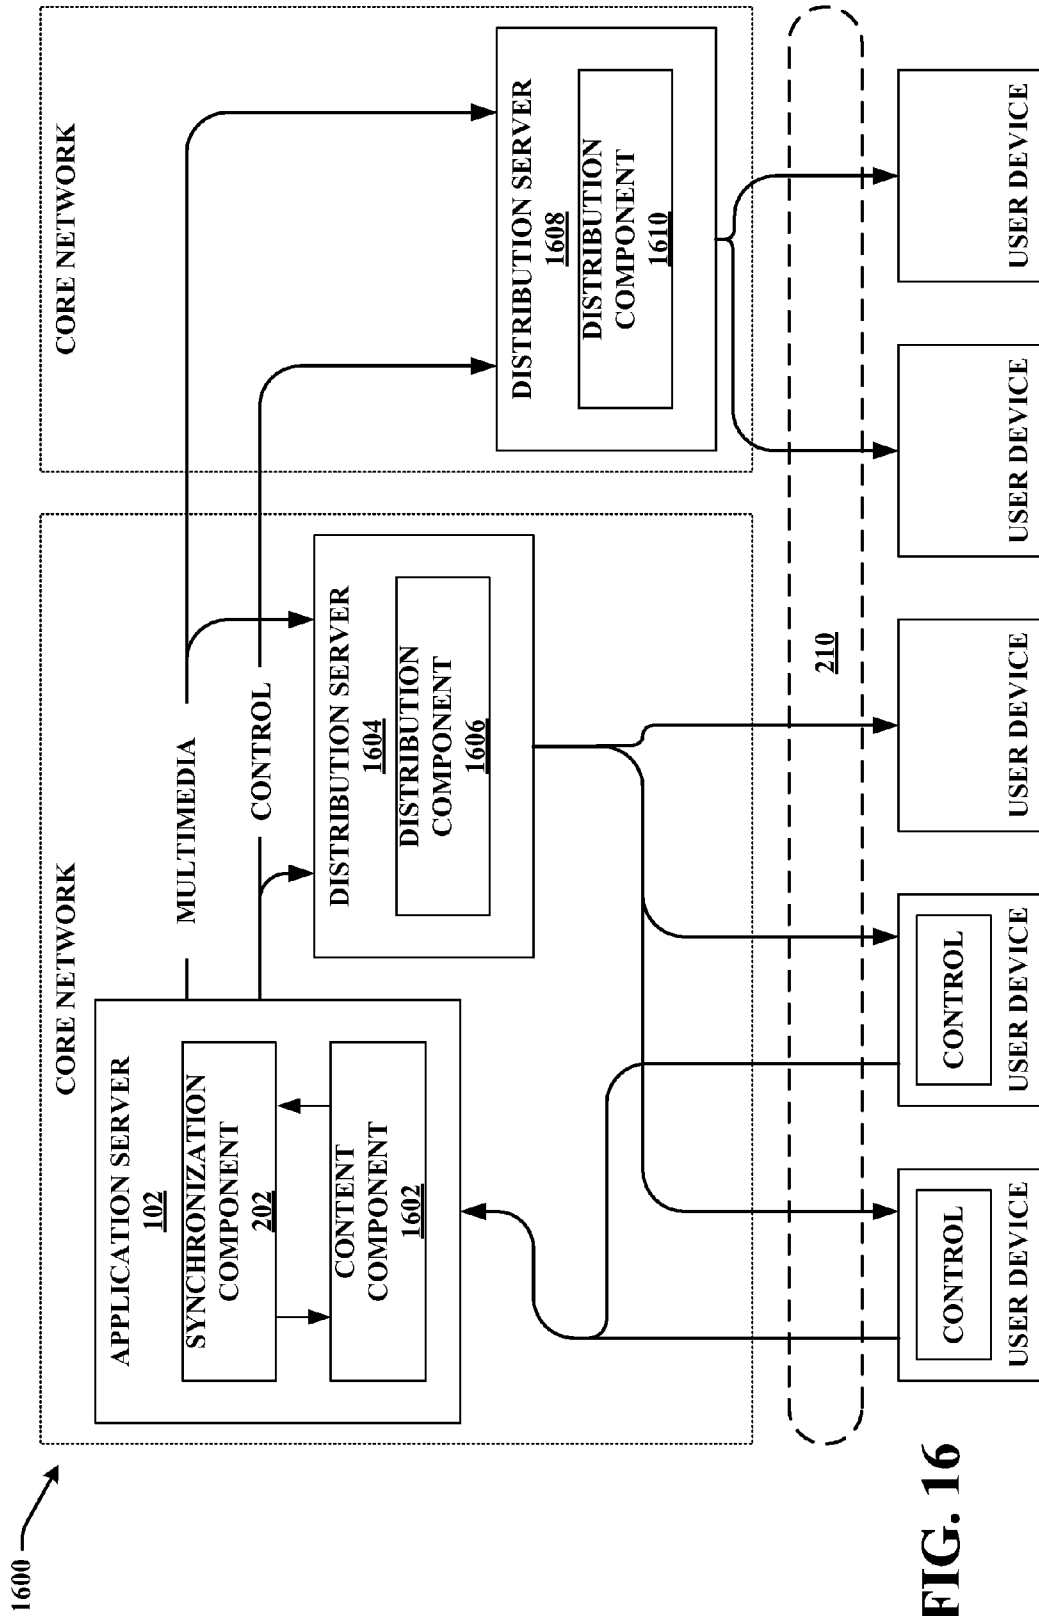 1600
CORE NETWORK
APPLICATION SERVER
102
SYNCHRONIZATION
COMPONENT
202
CONTENT
COMPONENT
1602
MULTIMEDIA
CONTROL
DISTRIBUTION SERVER
1604
DISTRIBUTION
COMPONENT
1606
CORE NETWORK
DISTRIBUTION SERVER
1608
DISTRIBUTION
COMPONENT
1610
210
CONTROL
USER DEVICE
CONTROL
USER DEVICE
USER DEVICE
USER DEVICE
USER DEVICE
FIG. 16